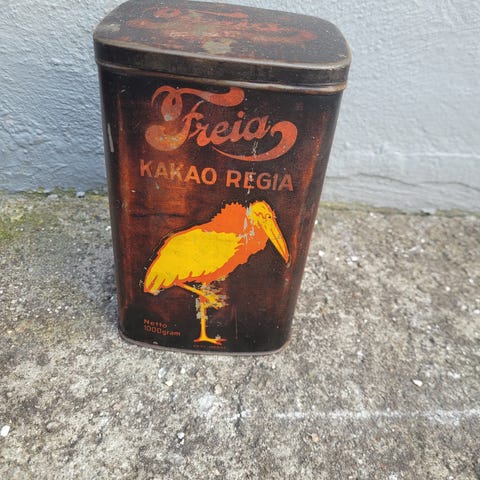 Freia
KAKAO REGIA
Netto
1000gram